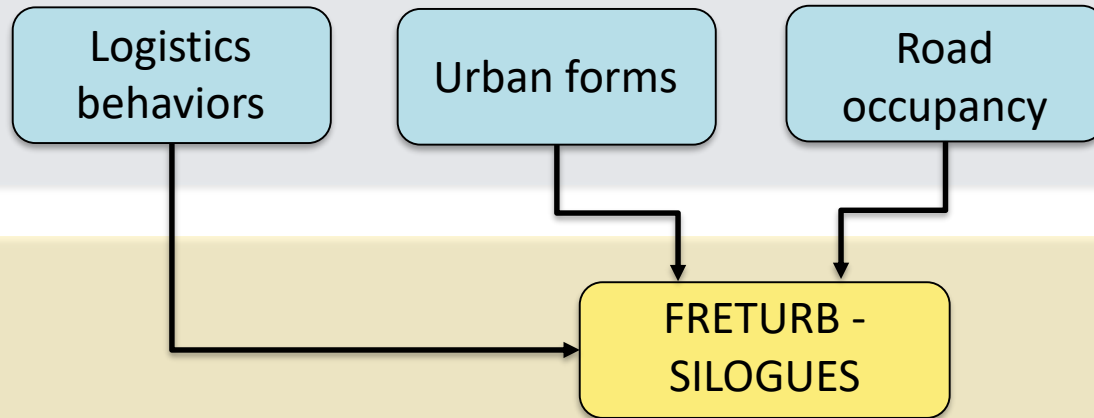 Logistics
behaviors
Urban forms
Road
occupancy
FRETURB -
SILOGUES